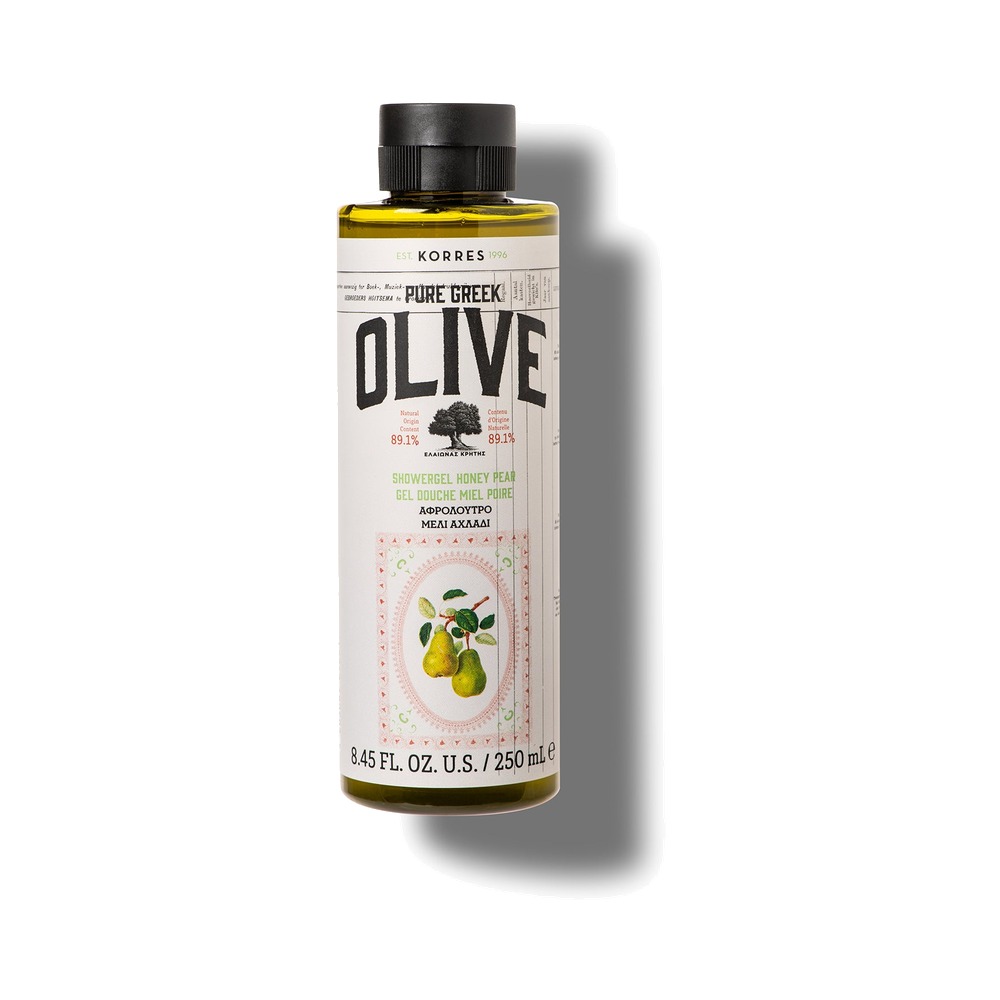 EST. KORRES 1996
PURE GREEK
OLIVE
Natural
Origin
Content
89.1%
Contenu
d'Origine
Naturelle
89.1%
ΕΛΑΙΩΝΑΣ ΚΡΗΤΗΣ
SHOWERGEL HONEY PEAR
GEL DOUCHE MIEL POIRE
ΑΦΡΟΛΟΥΤΡΟ
ΜΕΛΙ ΑΧΛΑΔΙ
8.45 FL. OZ. U.S. / 250 mL ℮